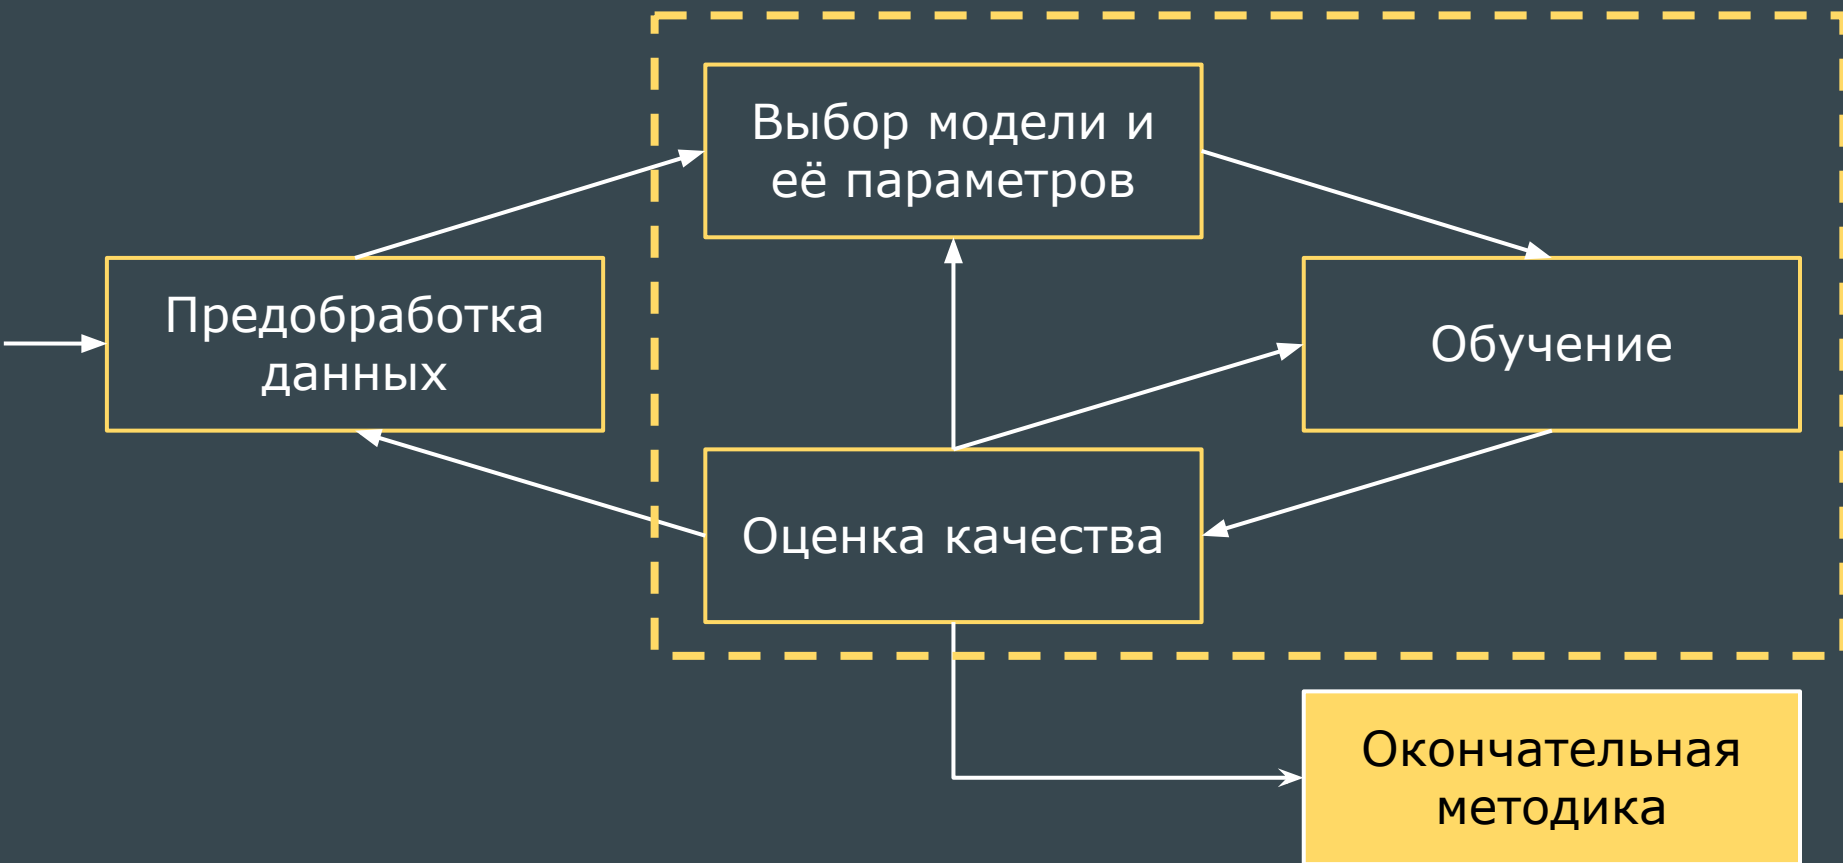 Выбор модели и
её параметров
Предобработка
данных
Обучение
Оценка качества
Окончательная
методика